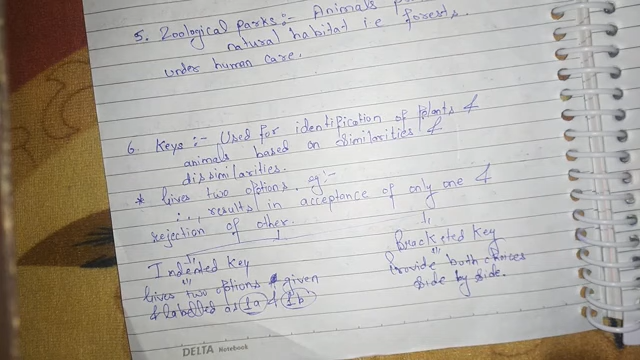 5. Zoological Parks :- Animals
natural habitat i.e forests.
under human care.
6. Keys :- Used for identification of plants &
animals based on similarities &
dissimilarities.
* Gives two options. eg :-
∴, results in acceptance of only one &
rejection of other.
Indented Key
Gives two options given
& labelled as 1a & 1b
Bracketed Key
Provide both choices
side by side.
DELTA Notebook